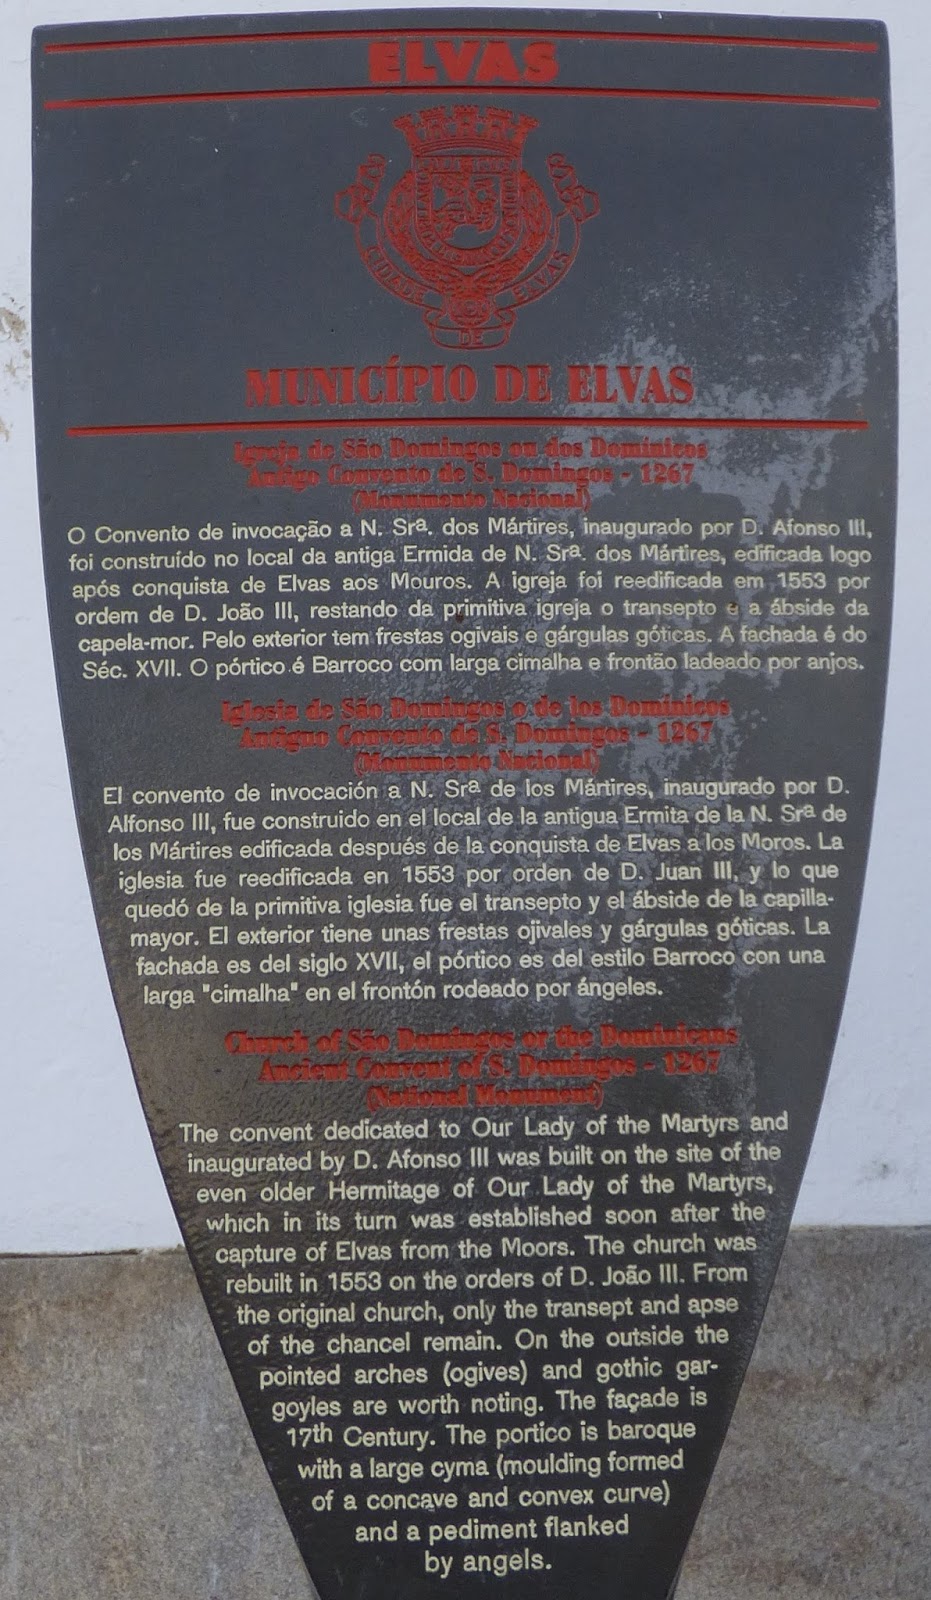 ELVAS
CIDADE DE ELVAS
MUNICÍPIO DE ELVAS
Igreja de São Domingos ou dos Domínicos
Antigo Convento de S. Domingos - 1267
(Monumento Nacional)
O Convento de invocação a N. Srª. dos Mártires, inaugurado por D. Afonso III,
foi construído no local da antiga Ermida de N. Srª. dos Mártires, edificada logo
após conquista de Elvas aos Mouros. A igreja foi reedificada em 1553 por
ordem de D. João III, restando da primitiva igreja o transepto e a ábside da
capela-mor. Pelo exterior tem frestas ogivais e gárgulas góticas. A fachada é do
Séc. XVII. O pórtico é Barroco com larga cimalha e frontão ladeado por anjos.
Iglesia de São Domingos o de los Domínicos
Antiguo Convento de S. Domingos - 1267
(Monumento Nacional)
El convento de invocación a N. Srª de los Mártires, inaugurado por D.
Alfonso III, fue construido en el local de la antigua Ermita de la N. Srª de
los Mártires edificada después de la conquista de Elvas a los Moros. La
iglesia fue reedificada en 1553 por orden de D. Juan III, y lo que
quedó de la primitiva iglesia fue el transepto y el ábside de la capilla-
mayor. El exterior tiene unas frestas ojivales y gárgulas góticas. La
fachada es del siglo XVII, el pórtico es del estilo Barroco con una
larga "cimalha" en el frontón rodeado por ángeles.
Church of São Domingos or the Dominicans
Ancient Convent of S. Domingos - 1267
(National Monument)
The convent dedicated to Our Lady of the Martyrs and
inaugurated by D. Afonso III was built on the site of the
even older Hermitage of Our Lady of the Martyrs,
which in its turn was established soon after the
capture of Elvas from the Moors. The church was
rebuilt in 1553 on the orders of D. João III. From
the original church, only the transept and apse
of the chancel remain. On the outside the
pointed arches (ogives) and gothic gar-
goyles are worth noting. The façade is
17th Century. The portico is baroque
with a large cyma (moulding formed
of a concave and convex curve)
and a pediment flanked
by angels.